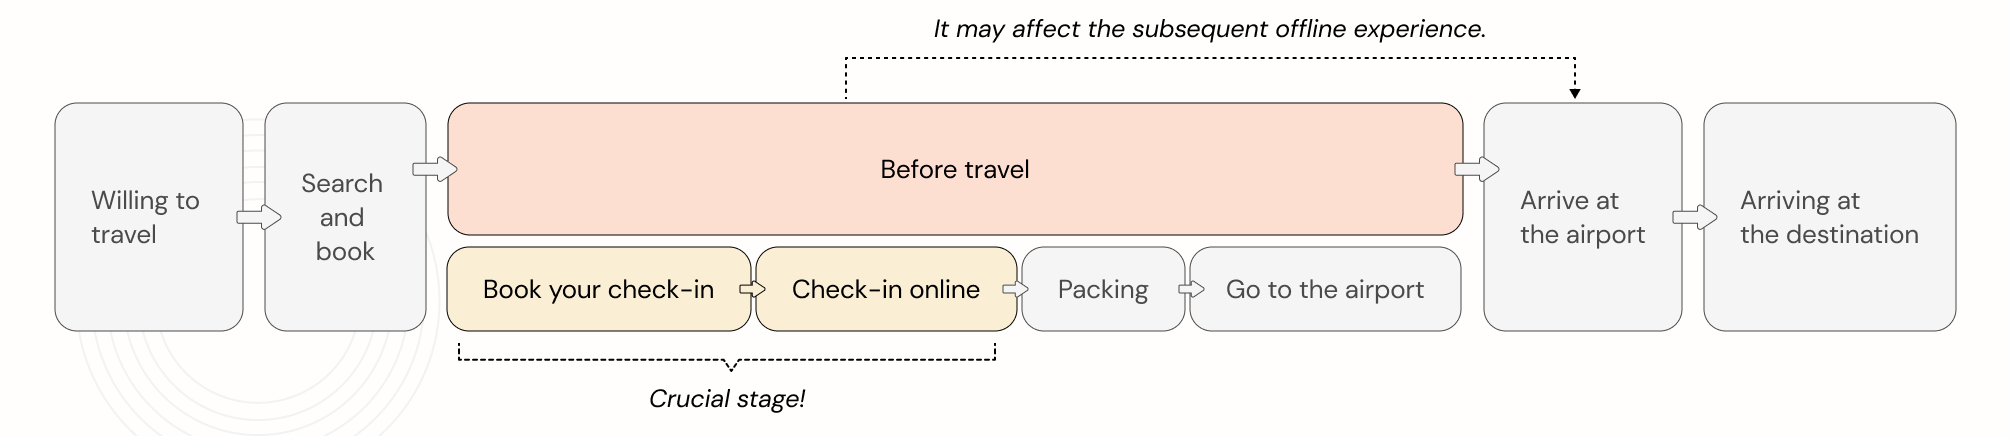 It may affect the subsequent offline experience.
Willing to
travel
Search
and
book
Before travel
Book your check-in
Check-in online
Packing
Go to the airport
Arrive at
the airport
Arriving at
the destination
Crucial stage!